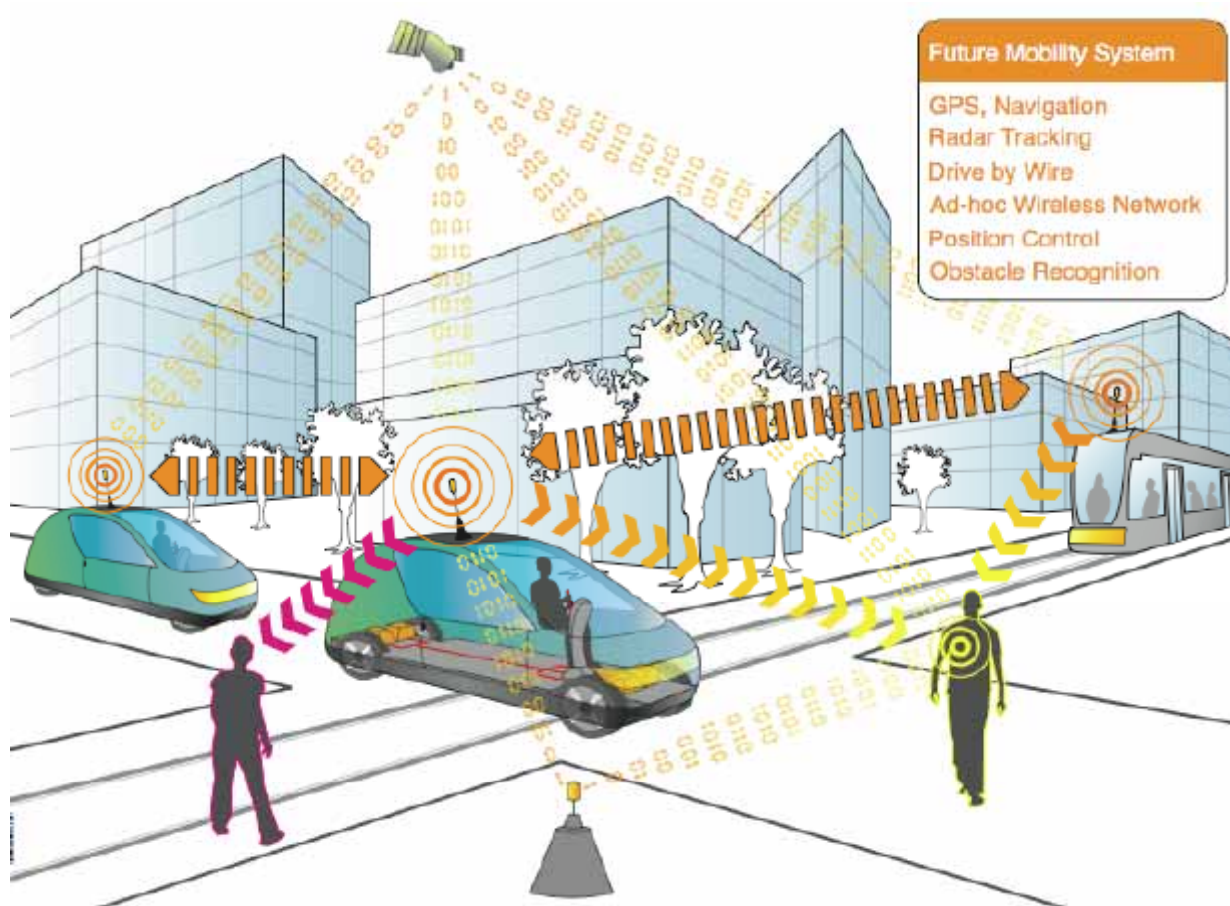 Future Mobility System
GPS, Navigation
Radar Tracking
Drive by Wire
Ad-hoc Wireless Network
Position Control
Obstacle Recognition